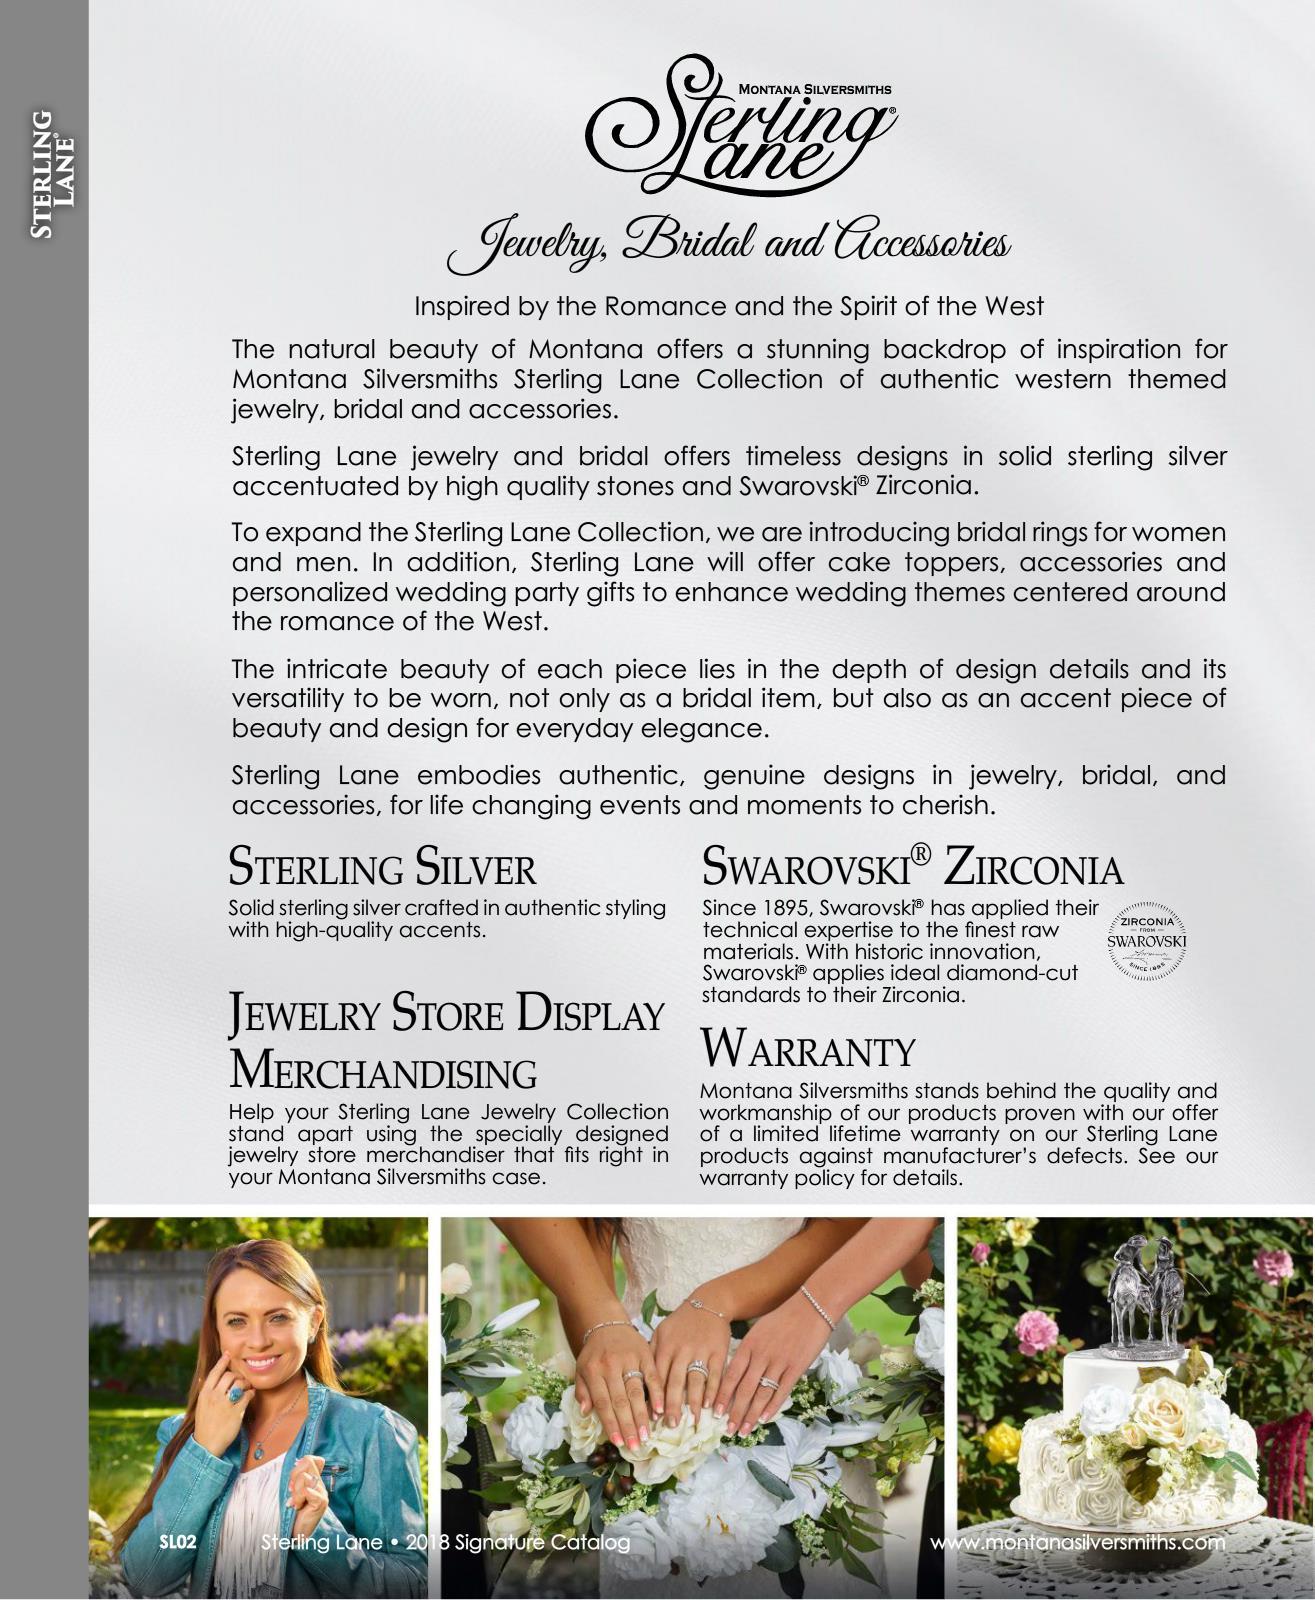 STERLING
LANE®
MONTANA SILVERSMITHS
Sterling®
Lane
Jewelry, Bridal and Accessories
Inspired by the Romance and the Spirit of the West
The natural beauty of Montana offers a stunning backdrop of inspiration for
Montana Silversmiths Sterling Lane Collection of authentic western themed
jewelry, bridal and accessories.
Sterling Lane jewelry and bridal offers timeless designs in solid sterling silver
accentuated by high quality stones and Swarovski® Zirconia.
To expand the Sterling Lane Collection, we are introducing bridal rings for women
and men. In addition, Sterling Lane will offer cake toppers, accessories and
personalized wedding party gifts to enhance wedding themes centered around
the romance of the West.
The intricate beauty of each piece lies in the depth of design details and its
versatility to be worn, not only as a bridal item, but also as an accent piece of
beauty and design for everyday elegance.
Sterling Lane embodies authentic, genuine designs in jewelry, bridal, and
accessories, for life changing events and moments to cherish.
STERLING SILVER
Solid sterling silver crafted in authentic styling
with high-quality accents.
JEWELRY STORE DISPLAY
MERCHANDISING
Help your Sterling Lane Jewelry Collection
stand apart using the specially designed
jewelry store merchandiser that fits right in
your Montana Silversmiths case.
SWAROVSKI® ZIRCONIA
Since 1895, Swarovski® has applied their
technical expertise to the finest raw
materials. With historic innovation,
Swarovski® applies ideal diamond-cut
standards to their Zirconia.
ZIRCONIA
FROM
SWAROVSKI
SINCE 1895
WARRANTY
Montana Silversmiths stands behind the quality and
workmanship of our products proven with our offer
of a limited lifetime warranty on our Sterling Lane
products against manufacturer's defects. See our
warranty policy for details.
SL02 Sterling Lane • 2018 Signature Catalog www.montanasilversmiths.com